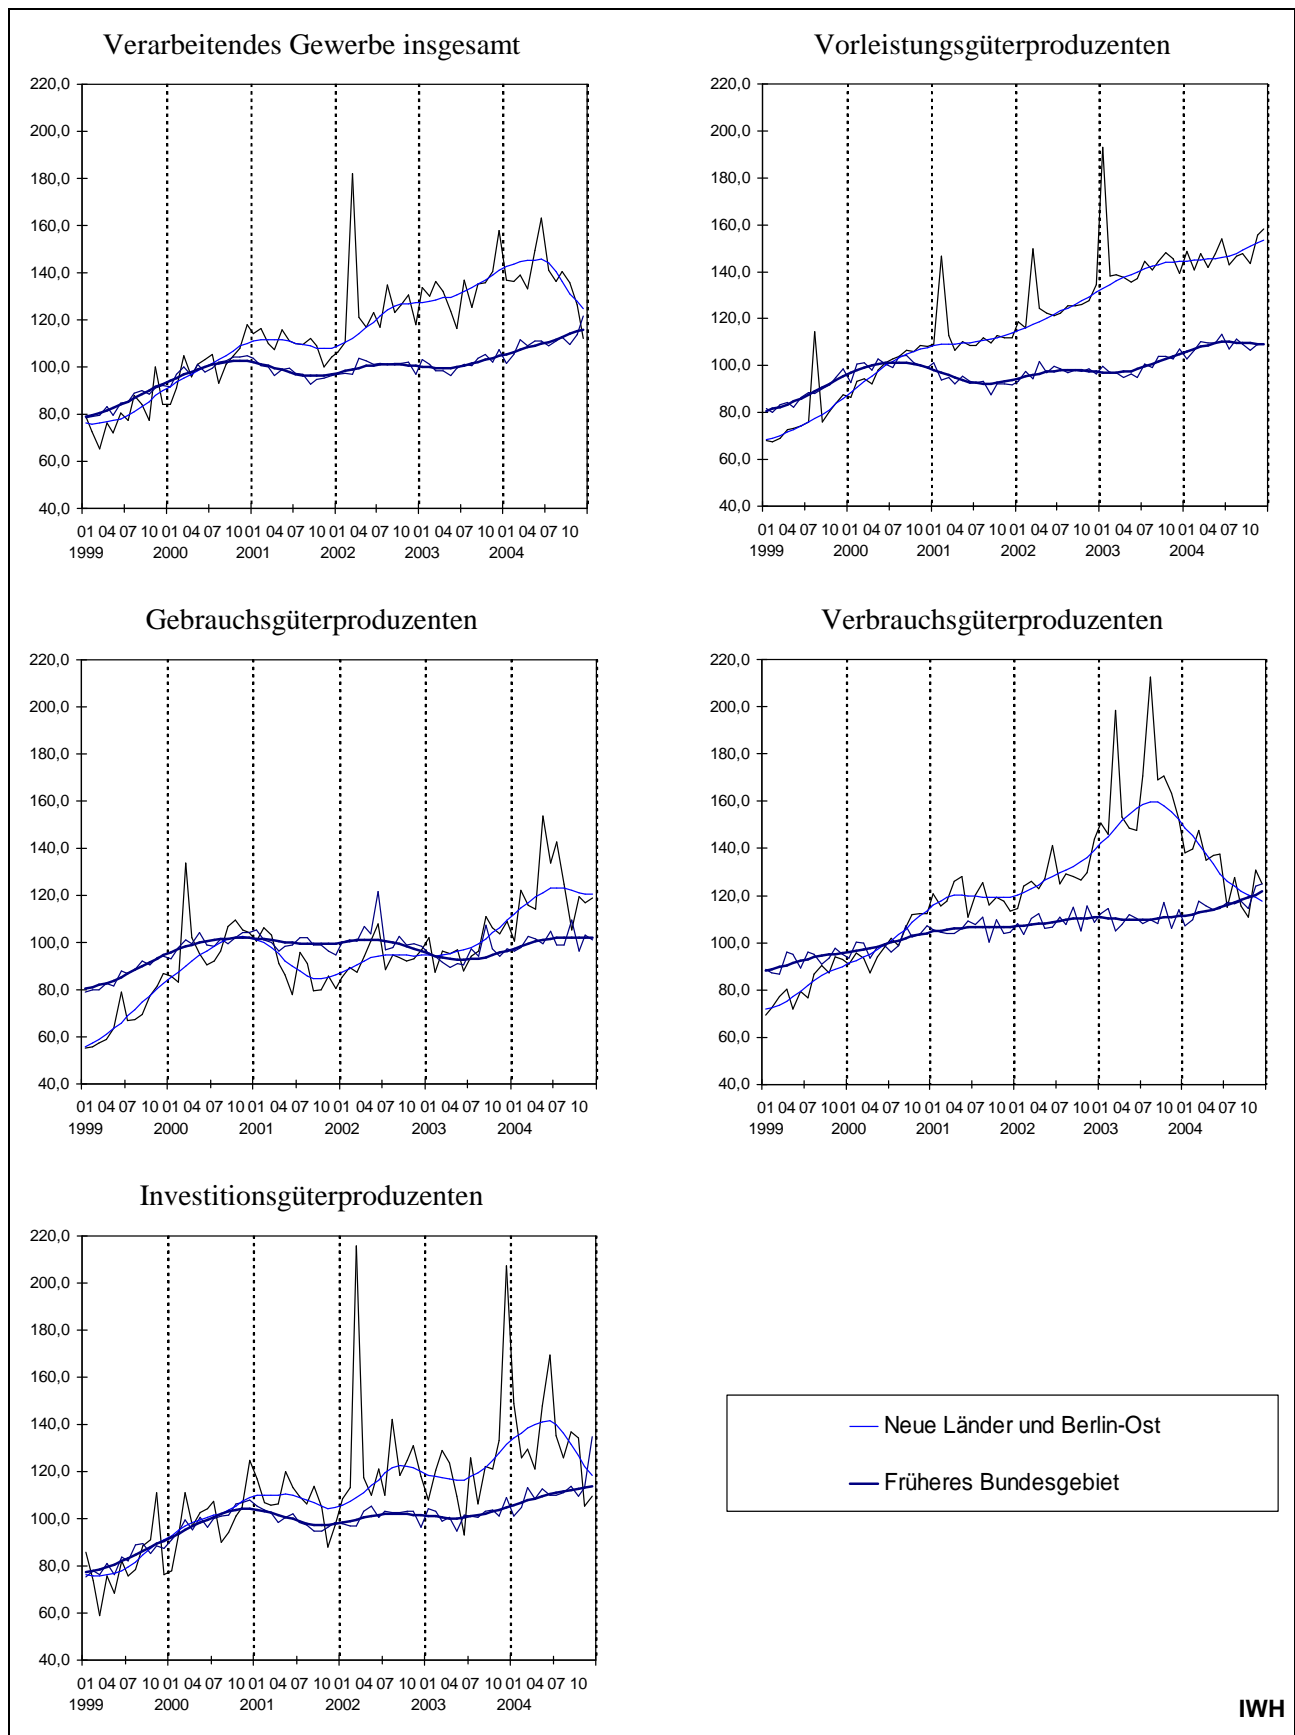 Verarbeitendes Gewerbe insgesamt
220,0
200,0
180,0
160,0
140,0
120,0
100,0
80,0
60,0
40,0
01 04 07 10 01 04 07 10 01 04 07 10 01 04 07 10 01 04 07 10 01 04 07 10
1999 2000 2001 2002 2003 2004
Vorleistungsgüterproduzenten
220,0
200,0
180,0
160,0
140,0
120,0
100,0
80,0
60,0
40,0
01 04 07 10 01 04 07 10 01 04 07 10 01 04 07 10 01 04 07 10 01 04 07 10
1999 2000 2001 2002 2003 2004
Gebrauchsgüterproduzenten
220,0
200,0
180,0
160,0
140,0
120,0
100,0
80,0
60,0
40,0
01 04 07 10 01 04 07 10 01 04 07 10 01 04 07 10 01 04 07 10 01 04 07 10
1999 2000 2001 2002 2003 2004
Verbrauchsgüterproduzenten
220,0
200,0
180,0
160,0
140,0
120,0
100,0
80,0
60,0
40,0
01 04 07 10 01 04 07 10 01 04 07 10 01 04 07 10 01 04 07 10 01 04 07 10
1999 2000 2001 2002 2003 2004
Investitionsgüterproduzenten
220,0
200,0
180,0
160,0
140,0
120,0
100,0
80,0
60,0
40,0
01 04 07 10 01 04 07 10 01 04 07 10 01 04 07 10 01 04 07 10 01 04 07 10
1999 2000 2001 2002 2003 2004
Neue Länder und Berlin-Ost
Früheres Bundesgebiet
IWH